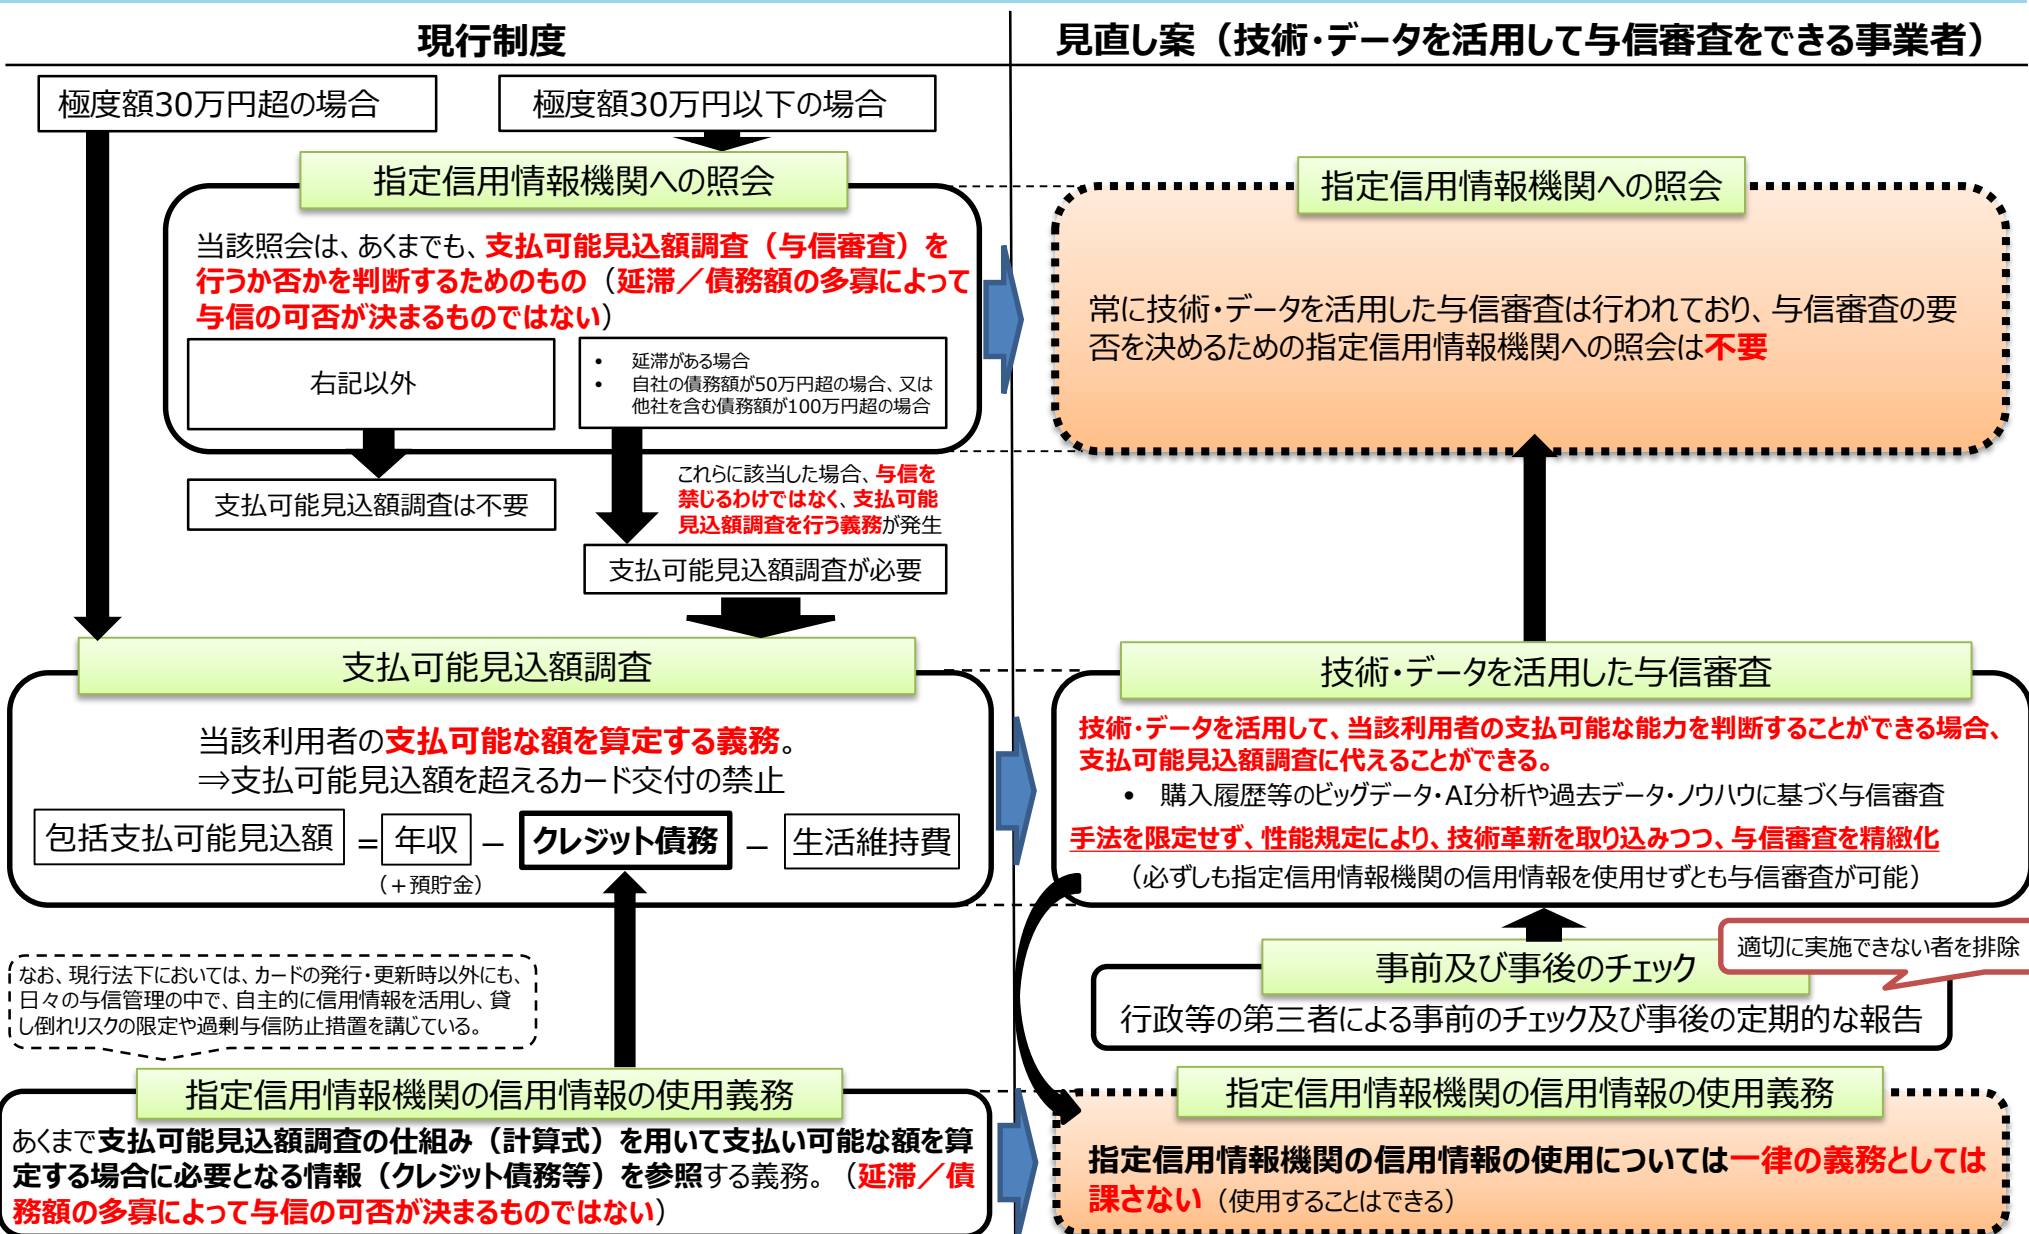 現行制度
極度額30万円超の場合
極度額30万円以下の場合
指定信用情報機関への照会
当該照会は、あくまでも、支払可能見込額調査（与信審査）を
行うか否かを判断するためのもの（延滞／債務額の多寡によって
与信の可否が決まるものではない）
右記以外
• 延滞がある場合
• 自社の債務額が50万円超の場合、又は
他社を含む債務額が100万円超の場合
支払可能見込額調査は不要
これらに該当した場合、与信を
禁じるわけではなく、支払可能
見込額調査を行う義務が発生
支払可能見込額調査が必要
支払可能見込額調査
当該利用者の支払可能な額を算定する義務。
⇒支払可能見込額を超えるカード交付の禁止
包括支払可能見込額 ＝ 年収 － クレジット債務 － 生活維持費
（＋預貯金）
なお、現行法下においては、カードの発行・更新時以外にも、
日々の与信管理の中で、自主的に信用情報を活用し、貸
し倒れリスクの限定や過剰与信防止措置を講じている。
指定信用情報機関の信用情報の使用義務
あくまで支払可能見込額調査の仕組み（計算式）を用いて支払い可能な額を算
定する場合に必要となる情報（クレジット債務等）を参照する義務。（延滞／債
務額の多寡によって与信の可否が決まるものではない）
見直し案（技術・データを活用して与信審査をできる事業者）
指定信用情報機関への照会
常に技術・データを活用した与信審査は行われており、与信審査の要
否を決めるための指定信用情報機関への照会は不要
技術・データを活用した与信審査
技術・データを活用して、当該利用者の支払可能な能力を判断することができる場合、
支払可能見込額調査に代えることができる。
• 購入履歴等のビッグデータ・AI分析や過去データ・ノウハウに基づく与信審査
手法を限定せず、性能規定により、技術革新を取り込みつつ、与信審査を精緻化
（必ずしも指定信用情報機関の信用情報を使用せずとも与信審査が可能）
適切に実施できない者を排除
事前及び事後のチェック
行政等の第三者による事前のチェック及び事後の定期的な報告
指定信用情報機関の信用情報の使用義務
指定信用情報機関の信用情報の使用については一律の義務としては
課さない（使用することはできる）